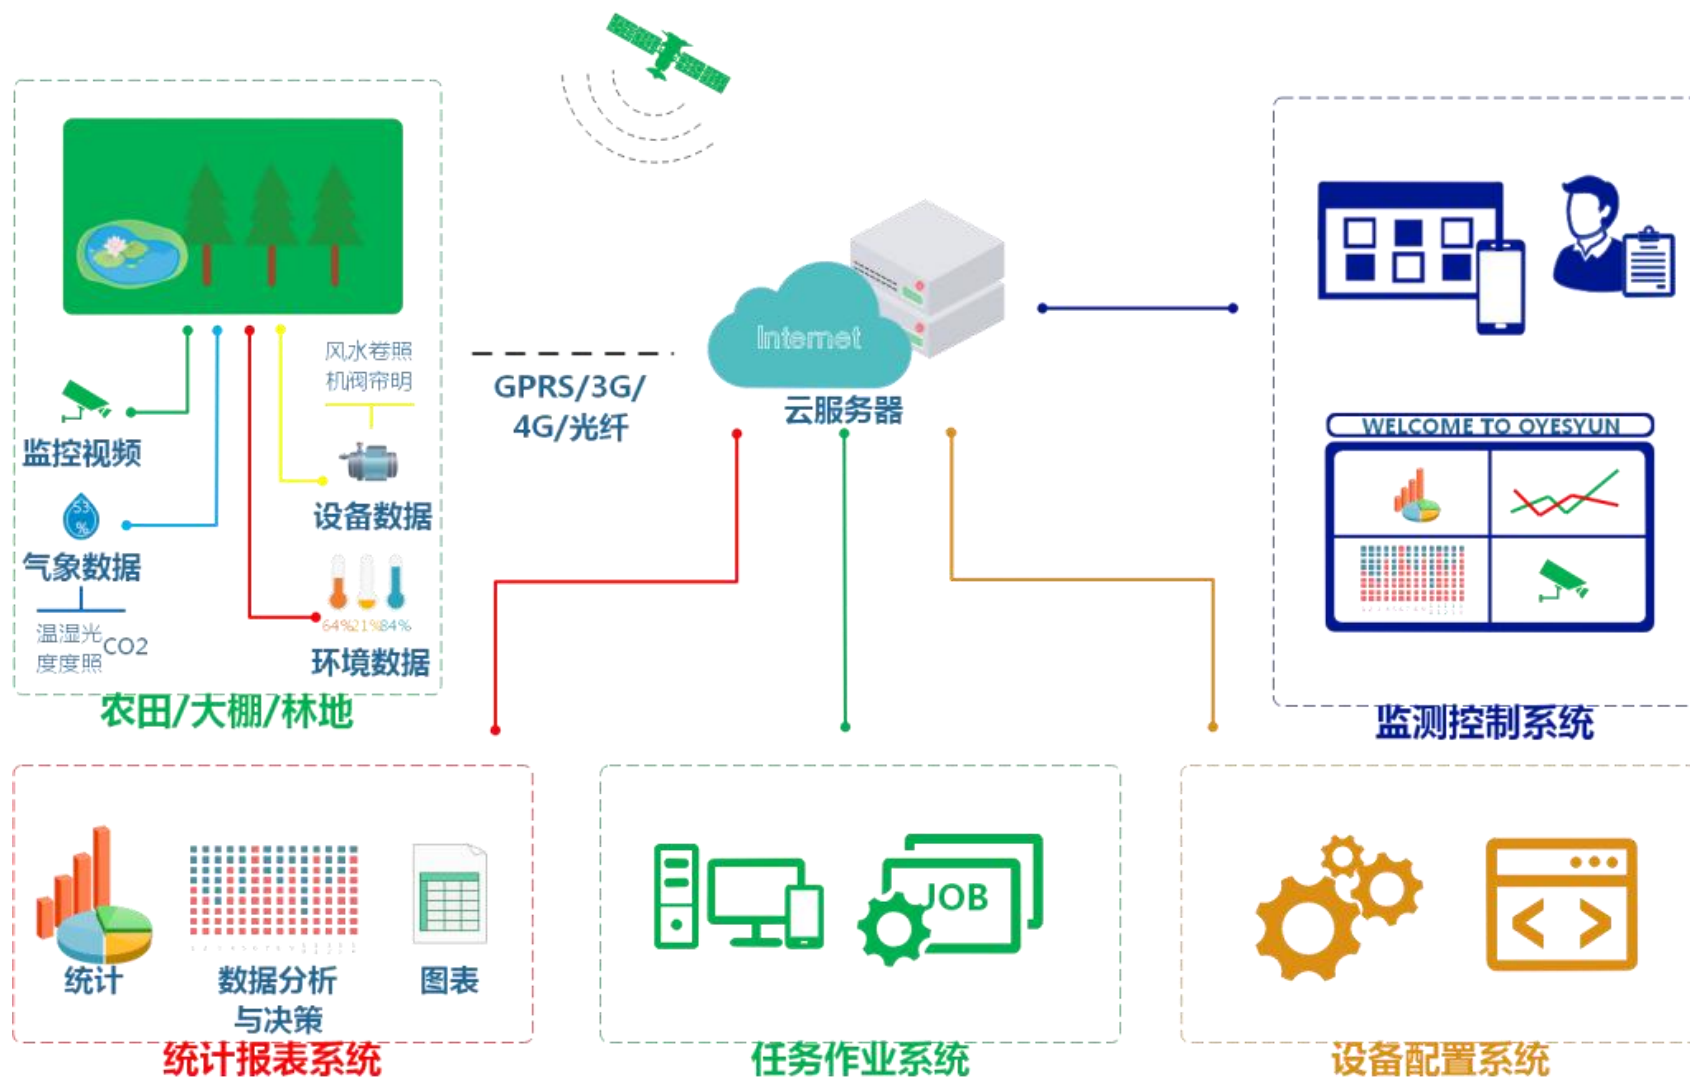 风水卷照
机阀帘明
监控视频
设备数据
53
%
气象数据
温湿光
度度照
CO2
64%
21%
84%
环境数据
农田/大棚/林地
GPRS/3G/
4G/光纤
Internet
云服务器
WELCOME TO OYESYUN
监测控制系统
统计
数据分析
与决策
图表
统计报表系统
JOB
任务作业系统
设备配置系统